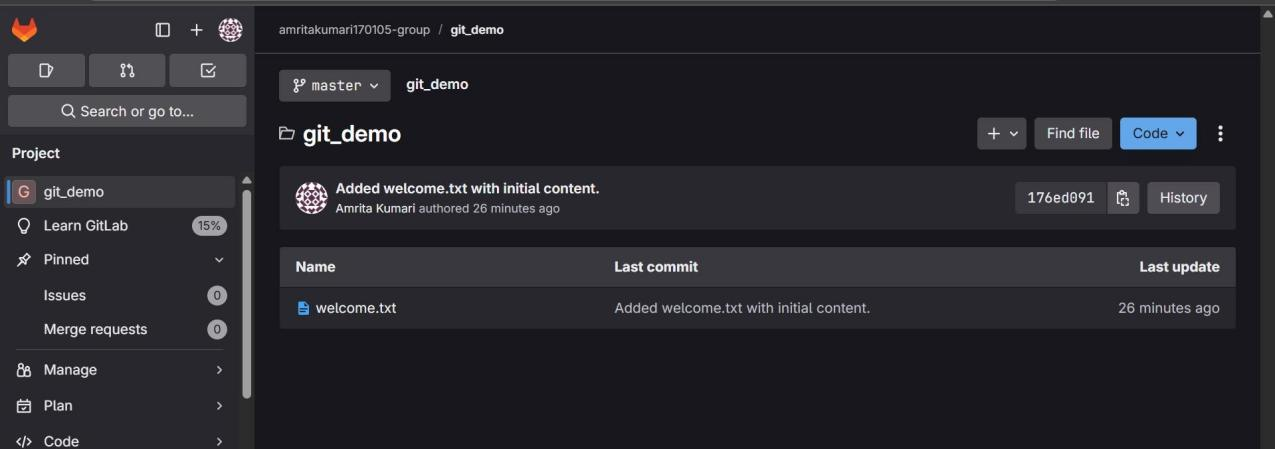 amritakumari170105-group / git_demo
Search or go to...
Project
G git_demo
Learn GitLab 15%
Pinned
Issues 0
Merge requests 0
Manage
Plan
Code
master git_demo
git_demo
Find file Code
Added welcome.txt with initial content.
Amrita Kumari authored 26 minutes ago
176ed091 History
Name Last commit Last update
welcome.txt Added welcome.txt with initial content. 26 minutes ago